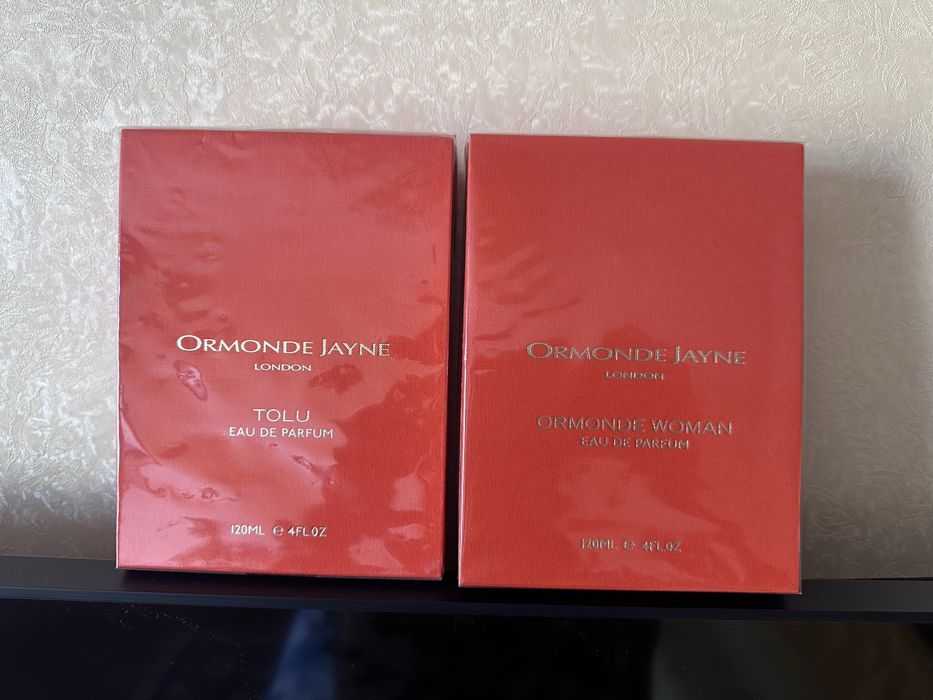 ORMONDE JAYNE
LONDON
TOLU
EAU DE PARFUM
120ML ℮ 4FL.OZ
ORMONDE JAYNE
LONDON
ORMONDE WOMAN
EAU DE PARFUM
120ML ℮ 4FL.OZ